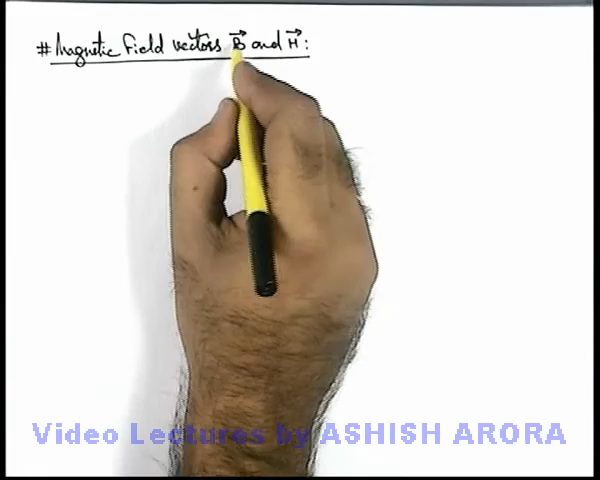 # Magnetic Field vectors B⃗ and H⃗ :
Video Lectures by ASHISH ARORA